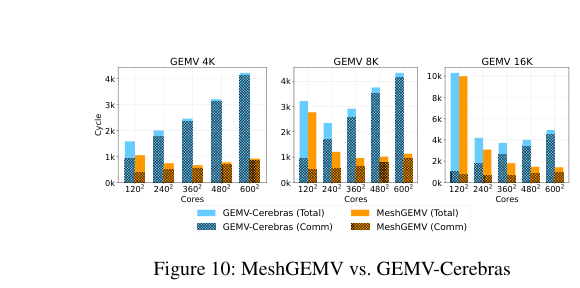 GEMV 4K
GEMV 8K
GEMV 16K
Cycle
4k
3k
2k
1k
0k
4k
3k
2k
1k
0k
10k
8k
6k
4k
2k
0k
120² 240² 360² 480² 600²
120² 240² 360² 480² 600²
120² 240² 360² 480² 600²
Cores
Cores
Cores
GEMV-Cerebras (Total)
MeshGEMV (Total)
GEMV-Cerebras (Comm)
MeshGEMV (Comm)
Figure 10: MeshGEMV vs. GEMV-Cerebras